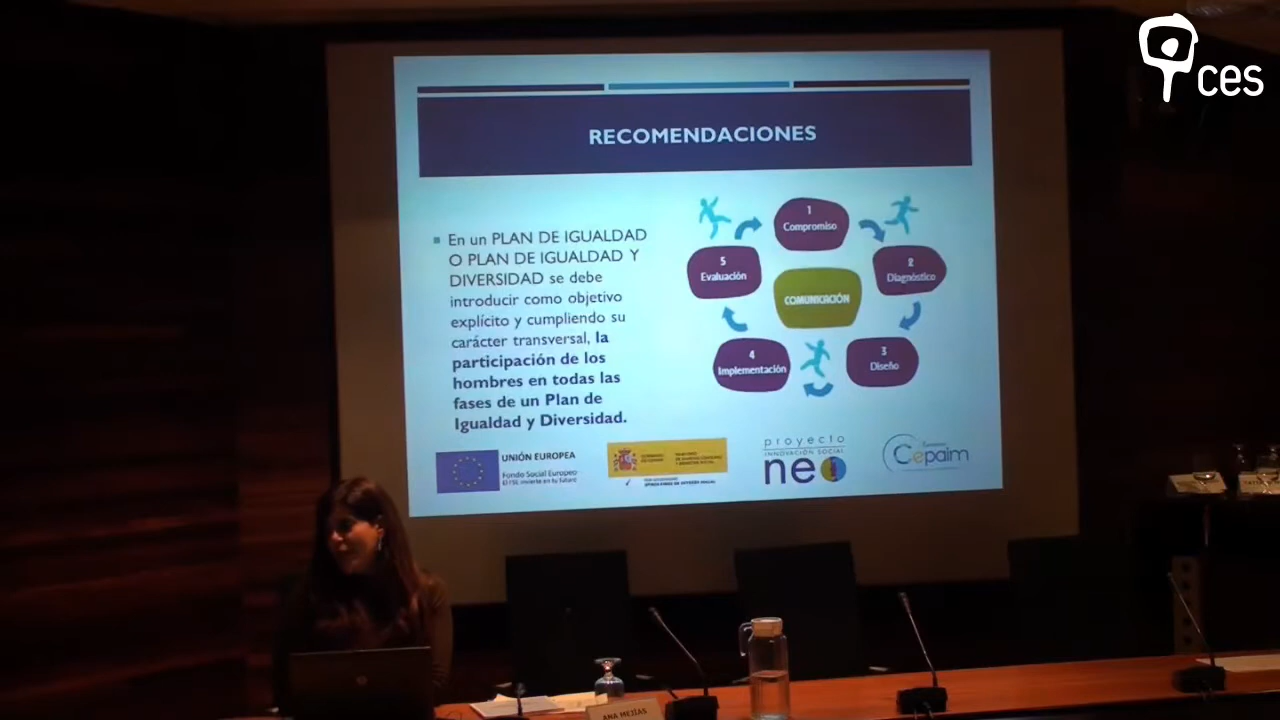 ces
RECOMENDACIONES
En un PLAN DE IGUALDAD
O PLAN DE IGUALDAD Y
DIVERSIDAD se debe
introducir como objetivo
explícito y cumpliendo su
carácter transversal, la
participación de los
hombres en todas las
fases de un Plan de
Igualdad y Diversidad.
1
Compromiso
2
Diagnóstico
3
Diseño
4
Implementación
5
Evaluación
COMUNICACIÓN
UNIÓN EUROPEA
Fondo Social Europeo
El FSE invierte en tu futuro
proyecto
INNOVACIÓN SOCIAL
neo
Cepaim
ANA MEJÍAS